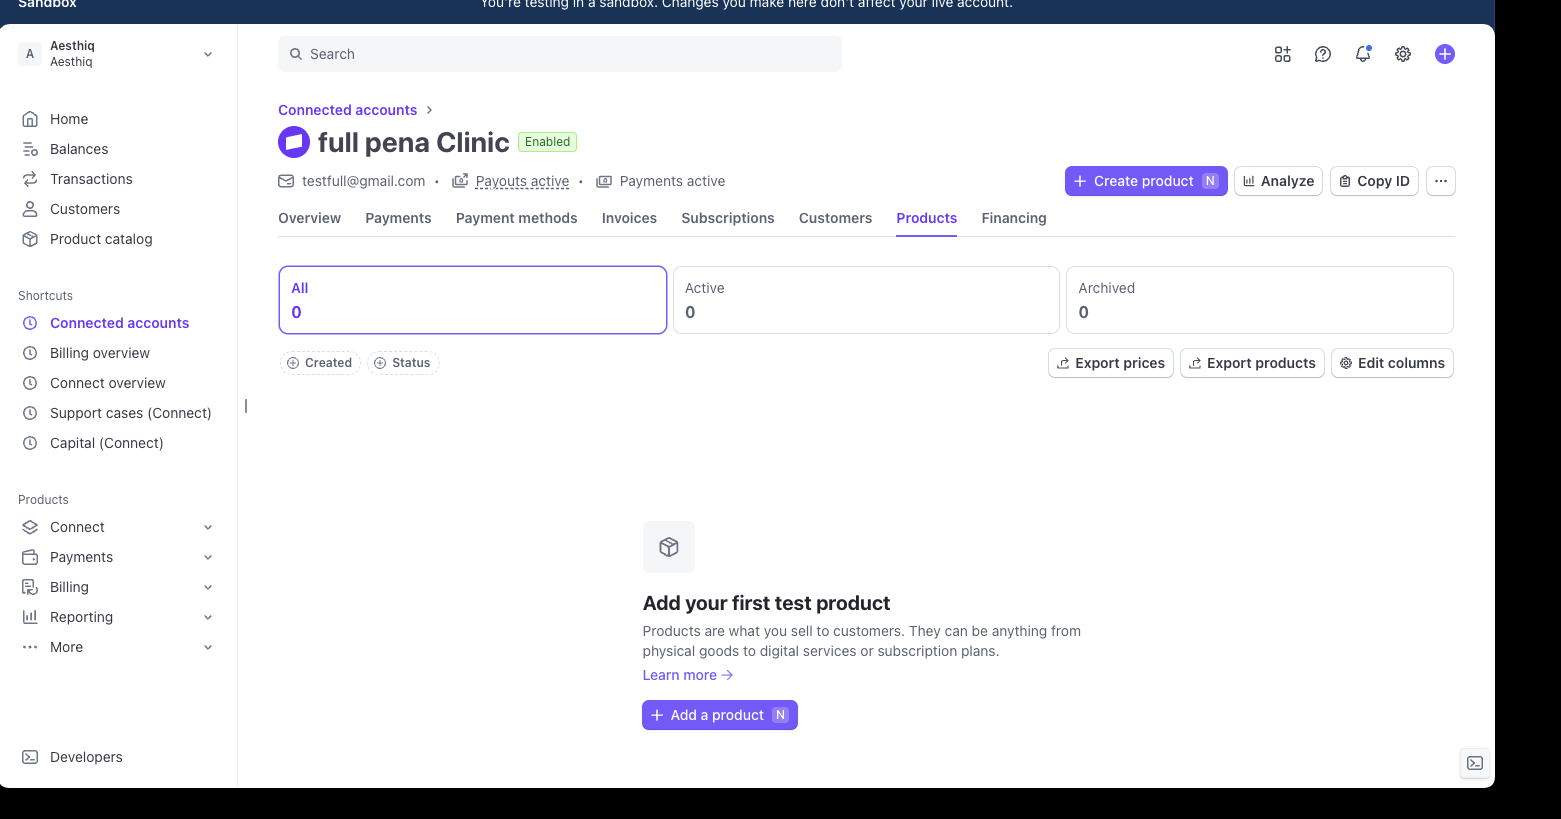 Sandbox
You're testing in a sandbox. Changes you make here don't affect your live account.
A
Aesthiq
Aesthiq
Search
Home
Balances
Transactions
Customers
Product catalog
Shortcuts
Connected accounts
Billing overview
Connect overview
Support cases (Connect)
Capital (Connect)
Products
Connect
Payments
Billing
Reporting
More
Developers
Connected accounts
full pena Clinic Enabled
testfull@gmail.com • Payouts active • Payments active
Create product N Analyze Copy ID
Overview Payments Payment methods Invoices Subscriptions Customers Products Financing
All
0
Active
0
Archived
0
Created Status
Export prices Export products Edit columns
Add your first test product
Products are what you sell to customers. They can be anything from
physical goods to digital services or subscription plans.
Learn more →
Add a product N